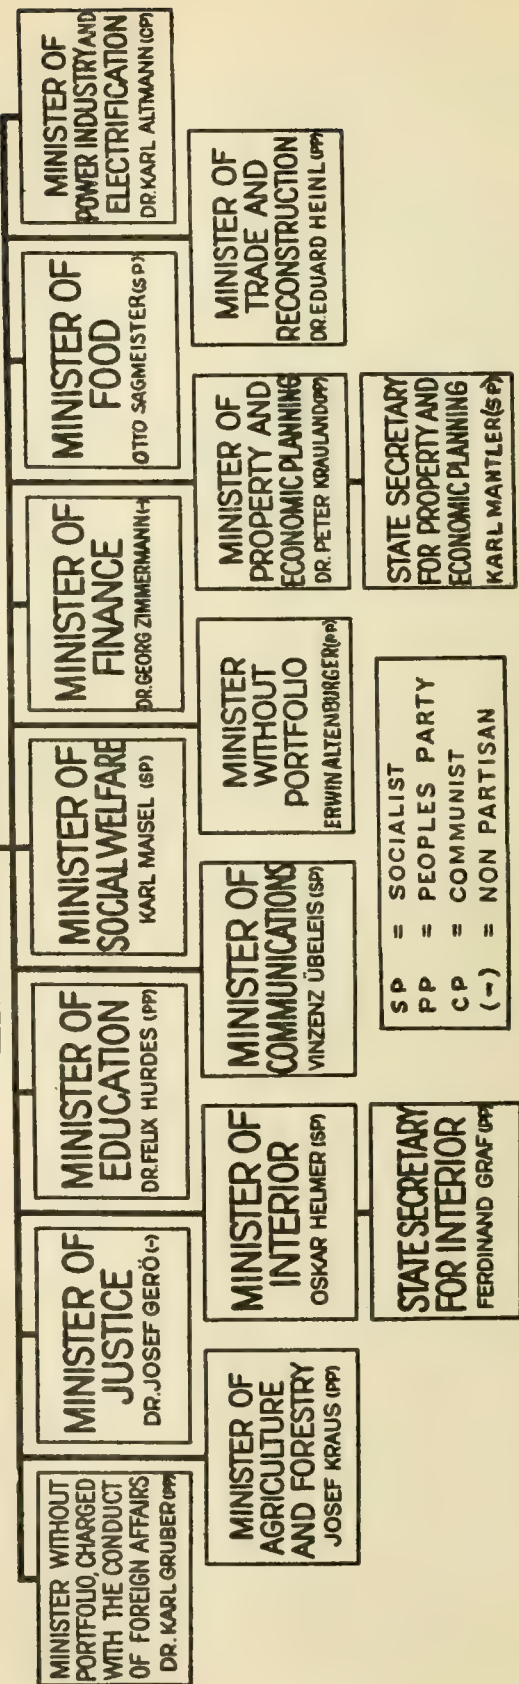 MINISTER WITHOUT
PORTFOLIO, CHARGED
WITH THE CONDUCT
OF FOREIGN AFFAIRS
DR. KARL GRUBER (PP)
MINISTER OF
JUSTICE
DR. JOSEF GERÖ (-)
MINISTER OF
EDUCATION
DR. FELIX HURDES (PP)
MINISTER OF
SOCIAL WELFARE
KARL MAISEL (SP)
MINISTER OF
FINANCE
DR. GEORG ZIMMERMANN (-)
MINISTER OF
FOOD
OTTO SAGMEISTER (SP)
MINISTER OF
POWER INDUSTRY AND
ELECTRIFICATION
DR. KARL ALTMANN (CP)
MINISTER OF
AGRICULTURE
AND FORESTRY
JOSEF KRAUS (PP)
MINISTER OF
INTERIOR
OSKAR HELMER (SP)
MINISTER OF
COMMUNICATIONS
VINZENZ ÜBELEIS (SP)
MINISTER
WITHOUT
PORTFOLIO
ERWIN ALTENBURGER (PP)
MINISTER OF
PROPERTY AND
ECONOMIC PLANNING
DR. PETER KRAULAND (PP)
MINISTER OF
TRADE AND
RECONSTRUCTION
DR. EDUARD HEINL (PP)
STATE SECRETARY
FOR INTERIOR
FERDINAND GRAF (PP)
STATE SECRETARY
FOR PROPERTY AND
ECONOMIC PLANNING
KARL MANTLER (SP)
SP = SOCIALIST
PP = PEOPLES PARTY
CP = COMMUNIST
(-) = NON PARTISAN